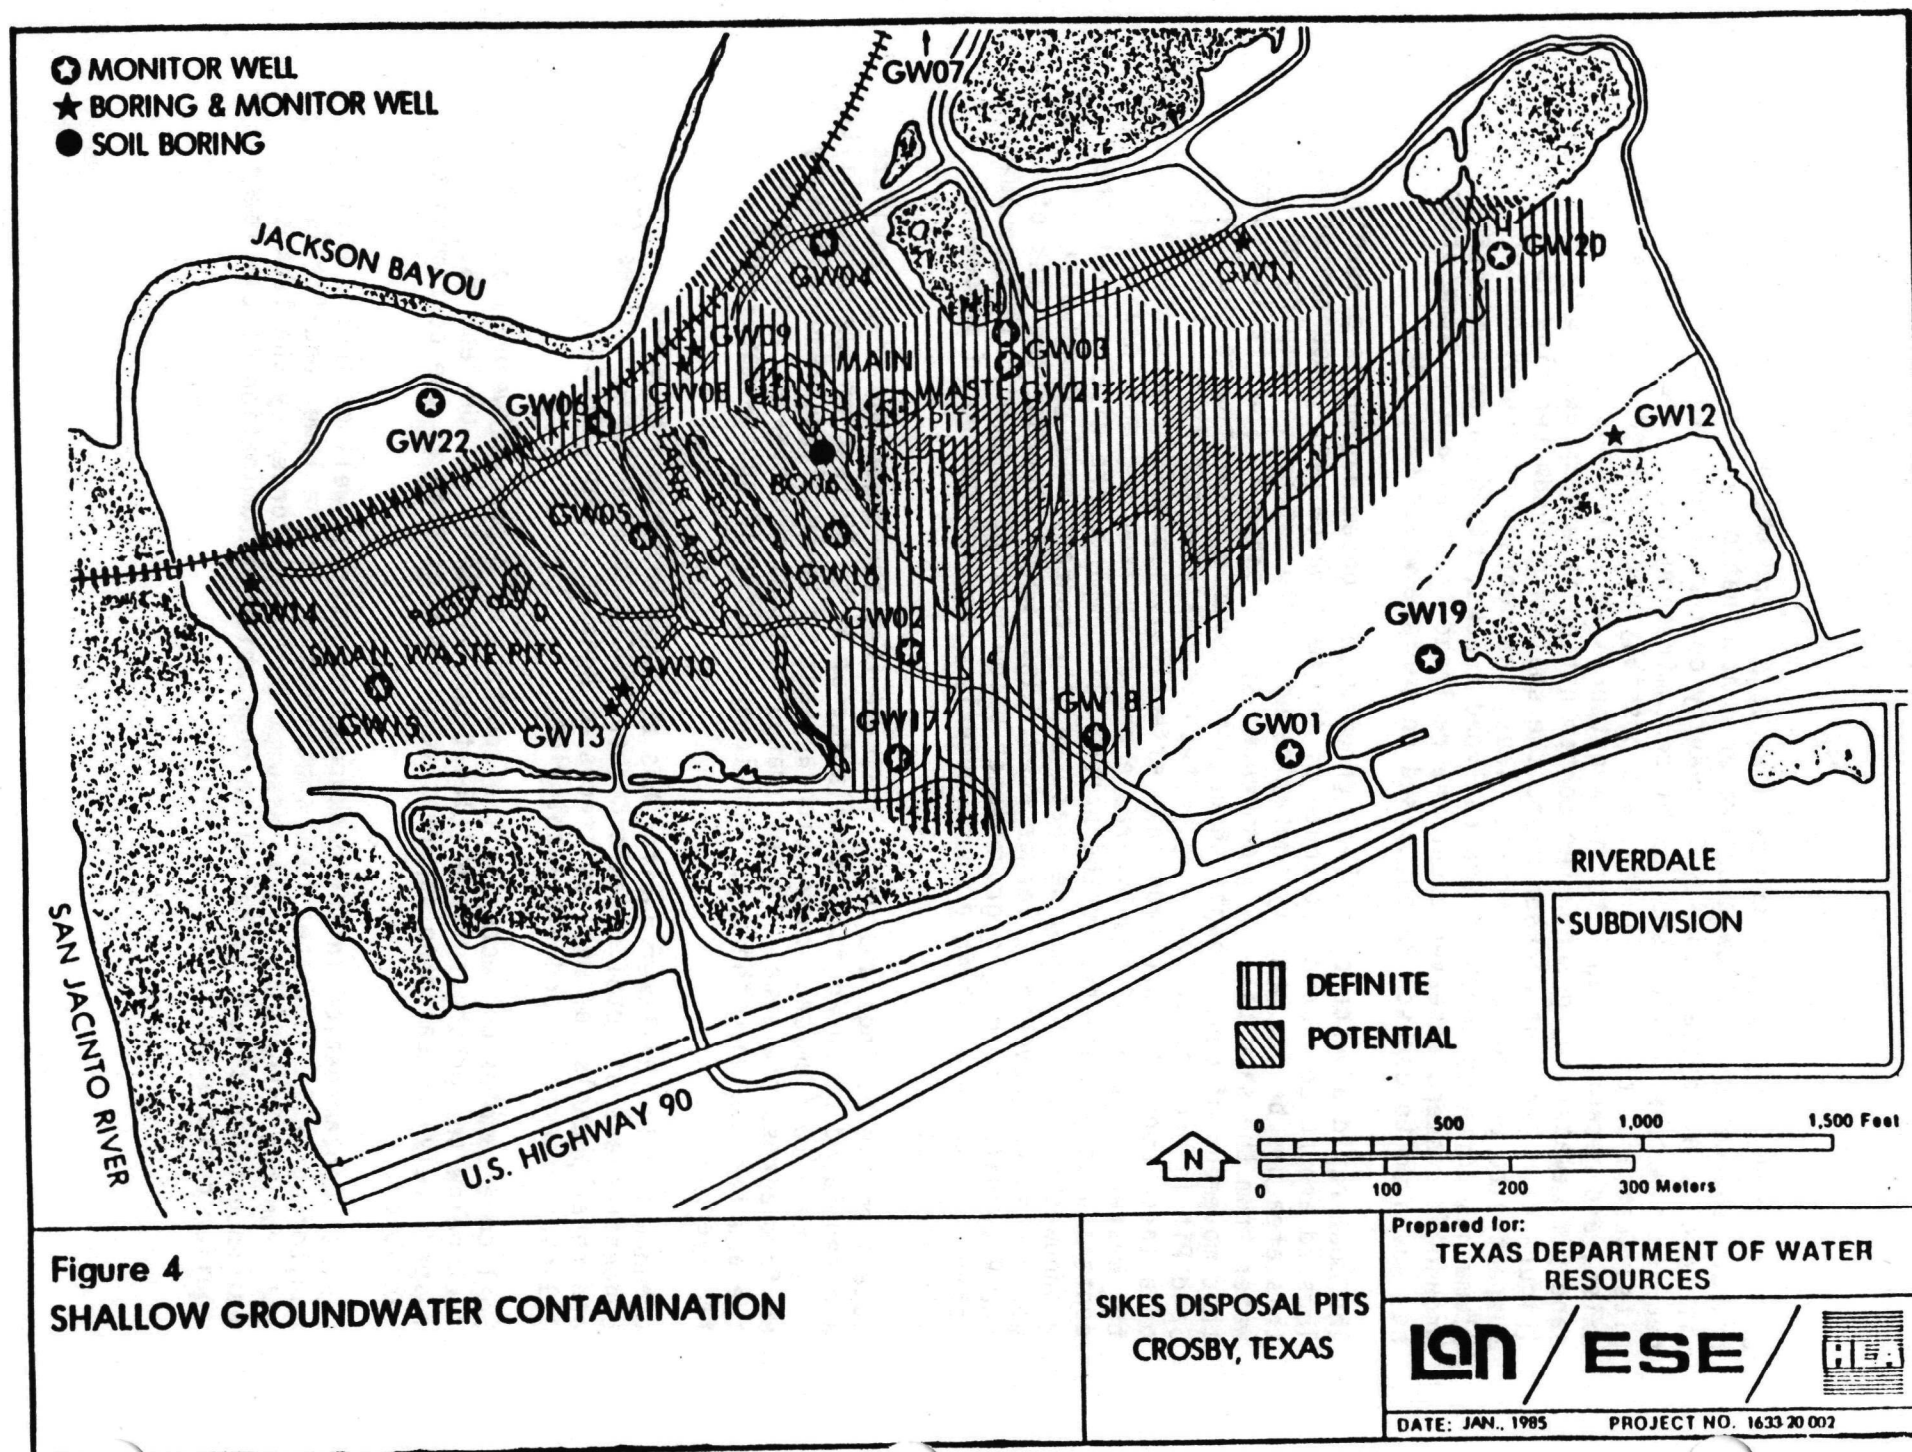 MONITOR WELL
BORING & MONITOR WELL
SOIL BORING
GW07
JACKSON BAYOU
GW04
GW11
GW20
GW09
GW03
MAIN
WASTE
PIT
GW08
GW21
GW06
GW22
GW12
BO06
GW05
GW16
LAKE
GW14
GW02
GW19
SMALL WASTE PITS
GW10
GW15
GW13
GW17
GW18
GW01
RIVERDALE
SUBDIVISION
SAN JACINTO RIVER
DEFINITE
POTENTIAL
U.S. HIGHWAY 90
0 500 1,000 1,500 Feet
N
0 100 200 300 Meters
Figure 4
SHALLOW GROUNDWATER CONTAMINATION
SIKES DISPOSAL PITS
CROSBY, TEXAS
Prepared for:
TEXAS DEPARTMENT OF WATER
RESOURCES
Lan / ESE / HLA
DATE: JAN., 1985 PROJECT NO. 1633 20 002